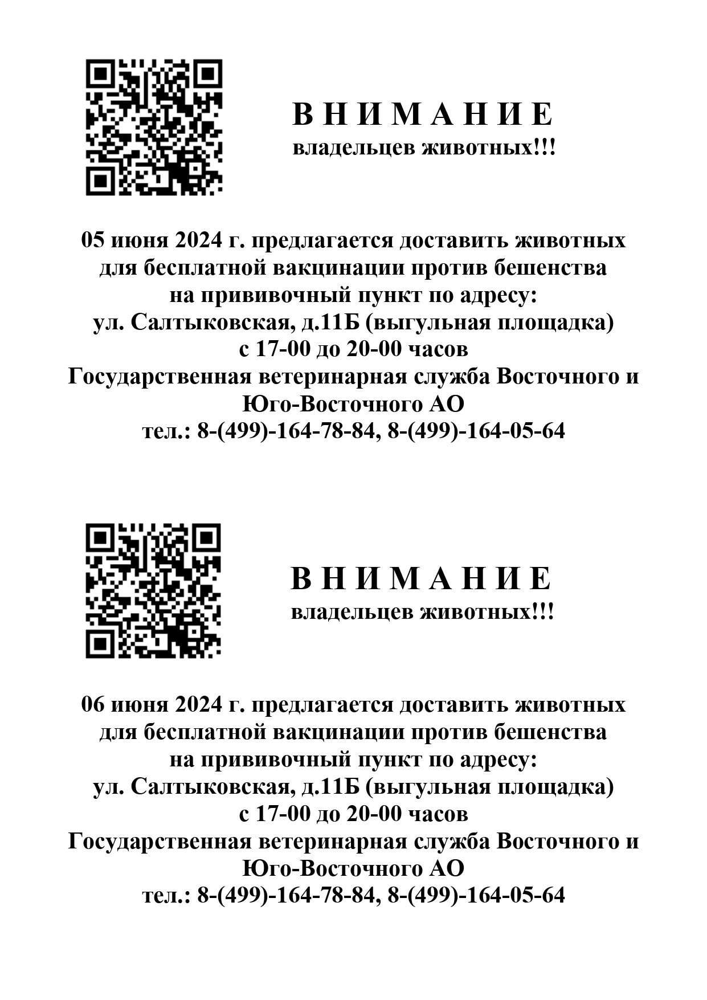 В Н И М А Н И Е
владельцев животных!!!
05 июня 2024 г. предлагается доставить животных
для бесплатной вакцинации против бешенства
на прививочный пункт по адресу:
ул. Салтыковская, д.11Б (выгульная площадка)
с 17-00 до 20-00 часов
Государственная ветеринарная служба Восточного и
Юго-Восточного АО
тел.: 8-(499)-164-78-84, 8-(499)-164-05-64
В Н И М А Н И Е
владельцев животных!!!
06 июня 2024 г. предлагается доставить животных
для бесплатной вакцинации против бешенства
на прививочный пункт по адресу:
ул. Салтыковская, д.11Б (выгульная площадка)
с 17-00 до 20-00 часов
Государственная ветеринарная служба Восточного и
Юго-Восточного АО
тел.: 8-(499)-164-78-84, 8-(499)-164-05-64